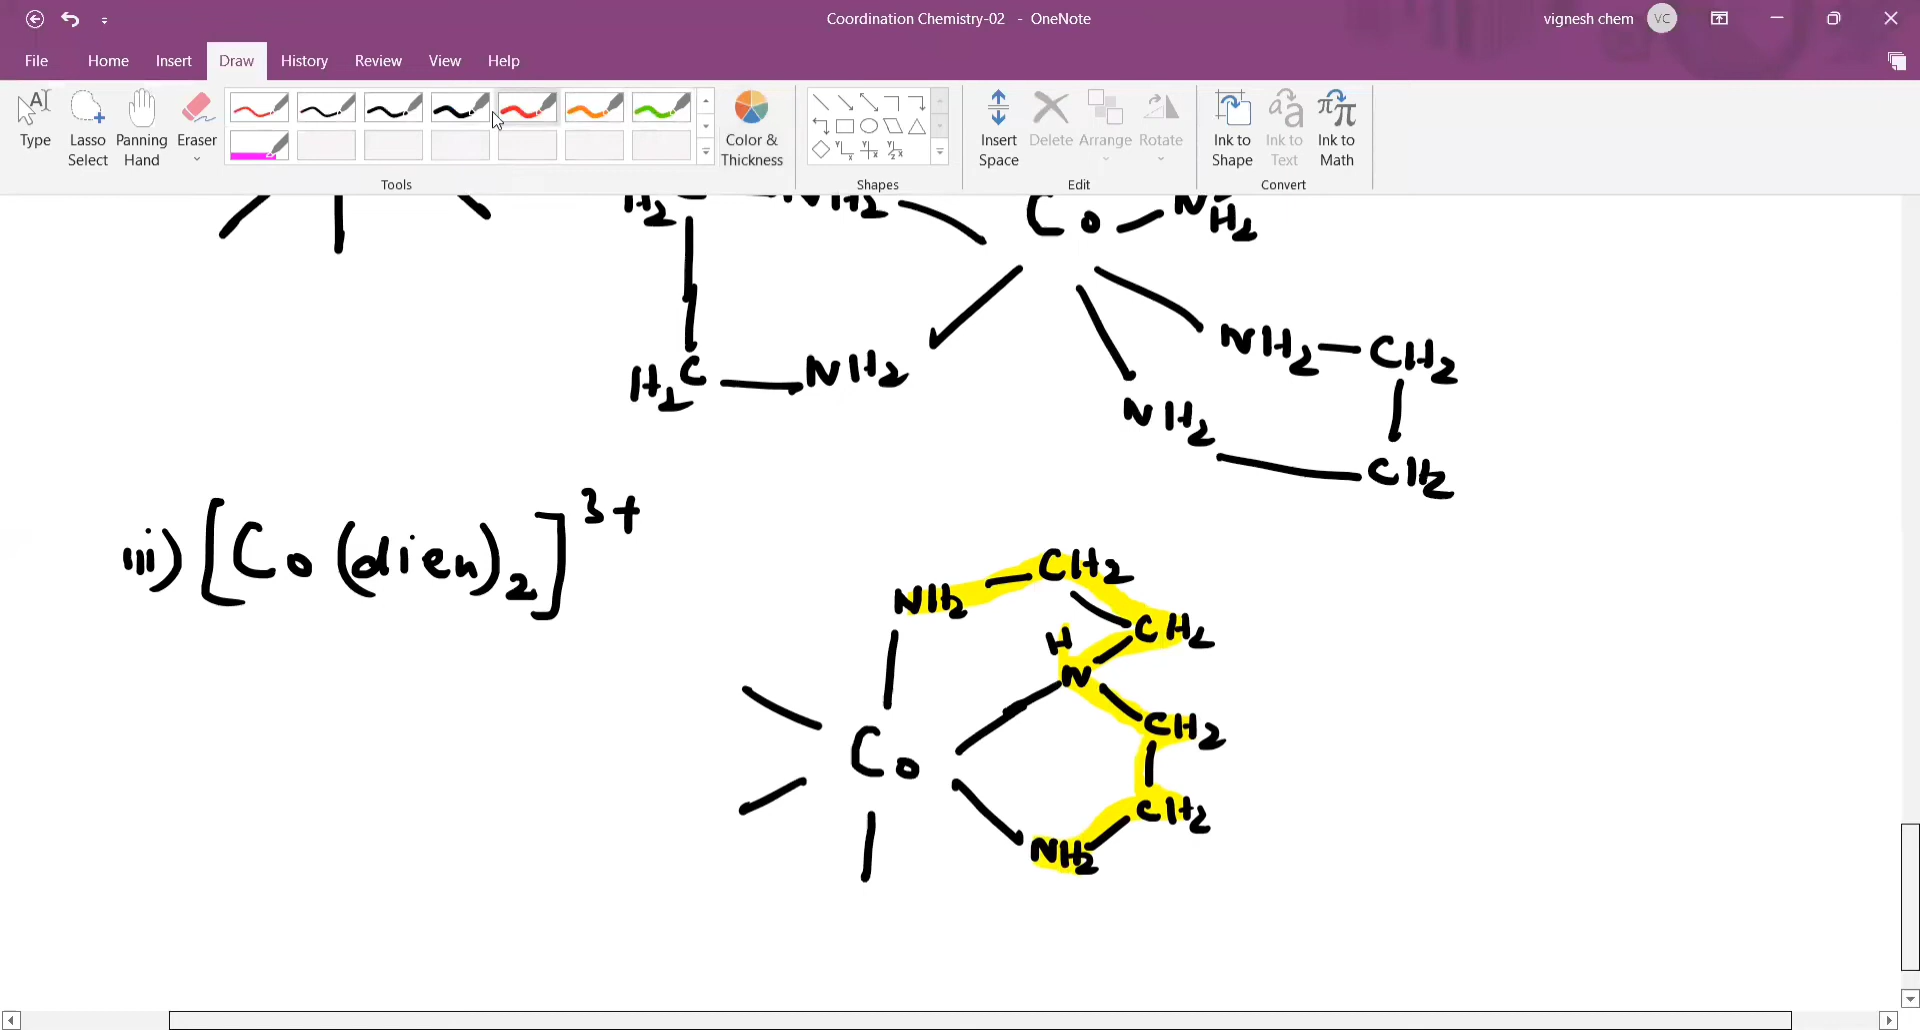 Coordination Chemistry-02 - OneNote
vignesh chem VC
File Home Insert Draw History Review View Help
Type
Lasso Select
Panning Hand
Eraser
Color & Thickness
Insert Space
Delete
Arrange
Rotate
Ink to Shape
Ink to Text
Ink to Math
Tools
Shapes
Edit
Convert
H2C NH2 Co NH2
NH2 CH2
H2C NH2
NH2
CH2
iii) [Co (dien)2]3+
CH2
NH2
CH2
H
N
CH2
Co
CH2
NH2